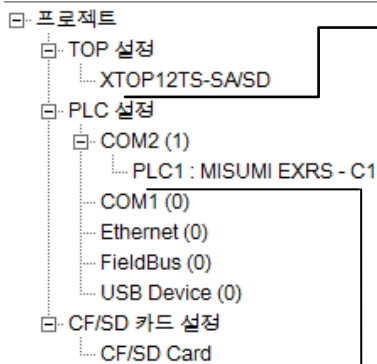 프로젝트
TOP 설정
XTOP12TS-SA/SD
PLC 설정
COM2 (1)
PLC1 : MISUMI EXRS - C1
COM1 (0)
Ethernet (0)
FieldBus (0)
USB Device (0)
CF/SD 카드 설정
CF/SD Card